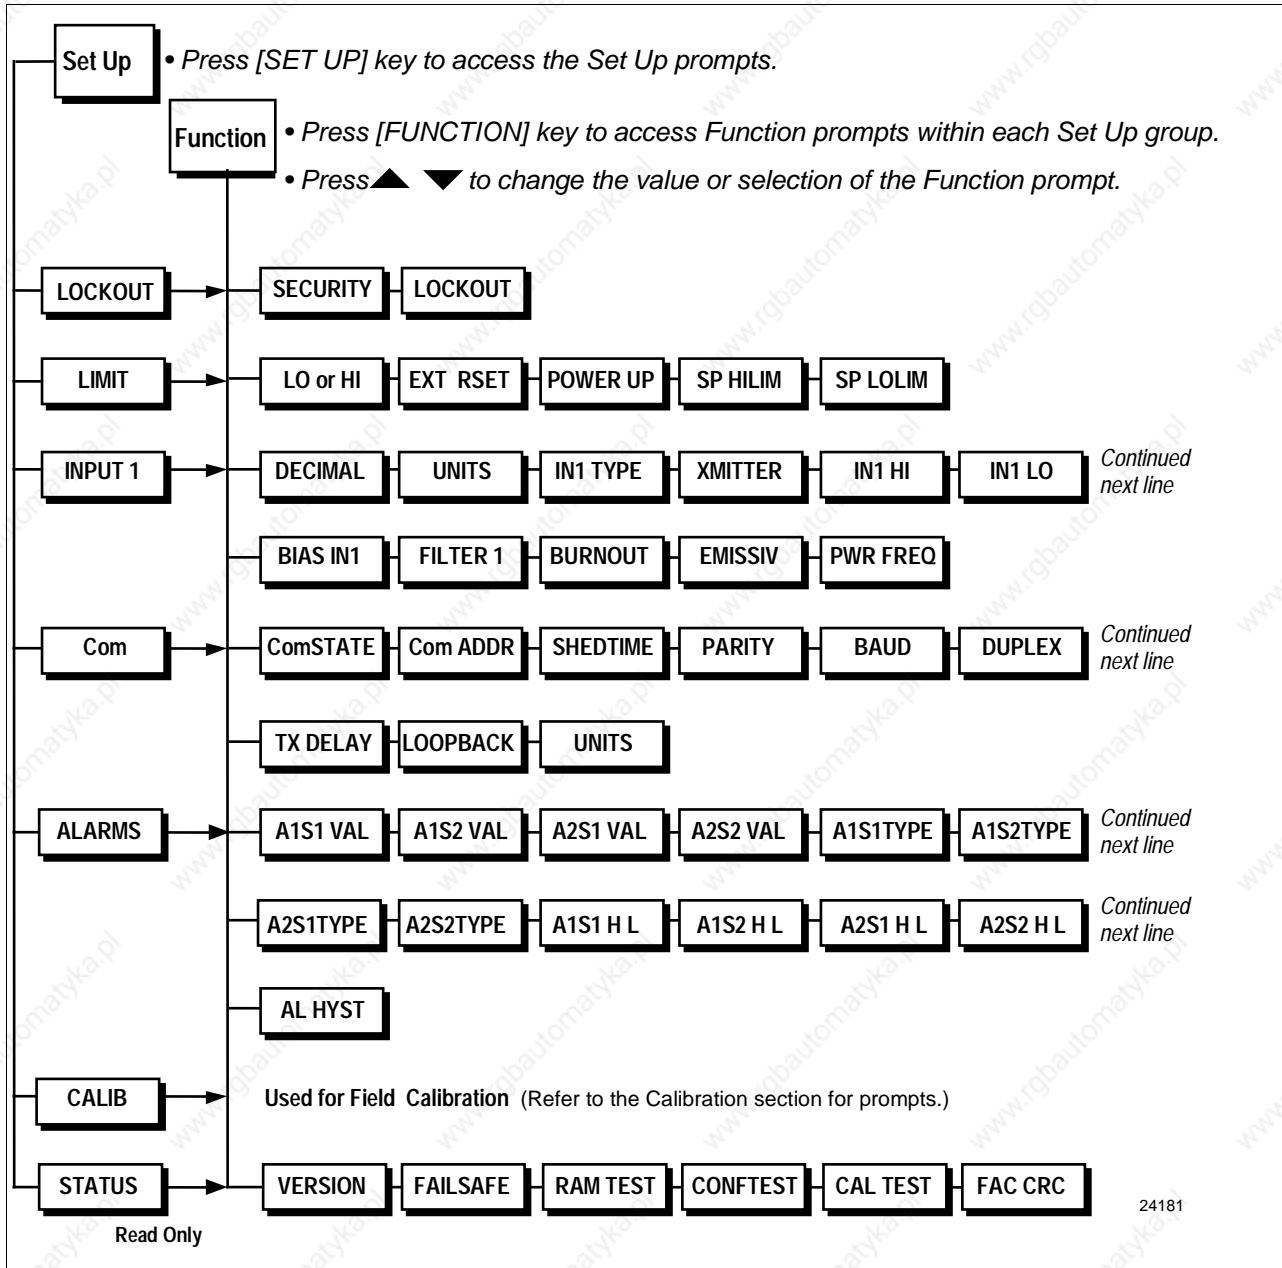 Set Up
• Press [SET UP] key to access the Set Up prompts.
Function
• Press [FUNCTION] key to access Function prompts within each Set Up group.
• Press ▲ ▼ to change the value or selection of the Function prompt.
LOCKOUT SECURITY LOCKOUT
LIMIT LO or HI EXT RSET POWER UP SP HILIM SP LOLIM
INPUT 1 DECIMAL UNITS IN1 TYPE XMITTER IN1 HI IN1 LO Continued
next line
BIAS IN1 FILTER 1 BURNOUT EMISSIV PWR FREQ
Com ComSTATE Com ADDR SHEDTIME PARITY BAUD DUPLEX Continued
next line
TX DELAY LOOPBACK UNITS
ALARMS A1S1 VAL A1S2 VAL A2S1 VAL A2S2 VAL A1S1TYPE A1S2TYPE Continued
next line
A2S1TYPE A2S2TYPE A1S1 H L A1S2 H L A2S1 H L A2S2 H L Continued
next line
AL HYST
CALIB Used for Field Calibration (Refer to the Calibration section for prompts.)
STATUS VERSION FAILSAFE RAM TEST CONFTEST CAL TEST FAC CRC
24181
Read Only
www.rgbautomatyka.pl